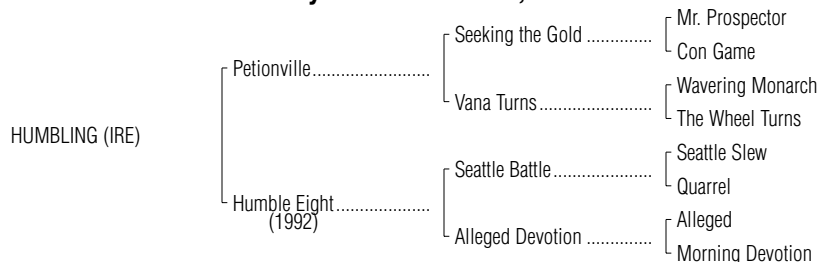 Mr. Prospector
Seeking the Gold ..............
Con Game
Petionville.........................
Wavering Monarch
Vana Turns........................
The Wheel Turns
HUMBLING (IRE)
Seattle Slew
Seattle Battle.....................
Quarrel
Humble Eight....................
(1992)
Alleged
Alleged Devotion ..............
Morning Devotion